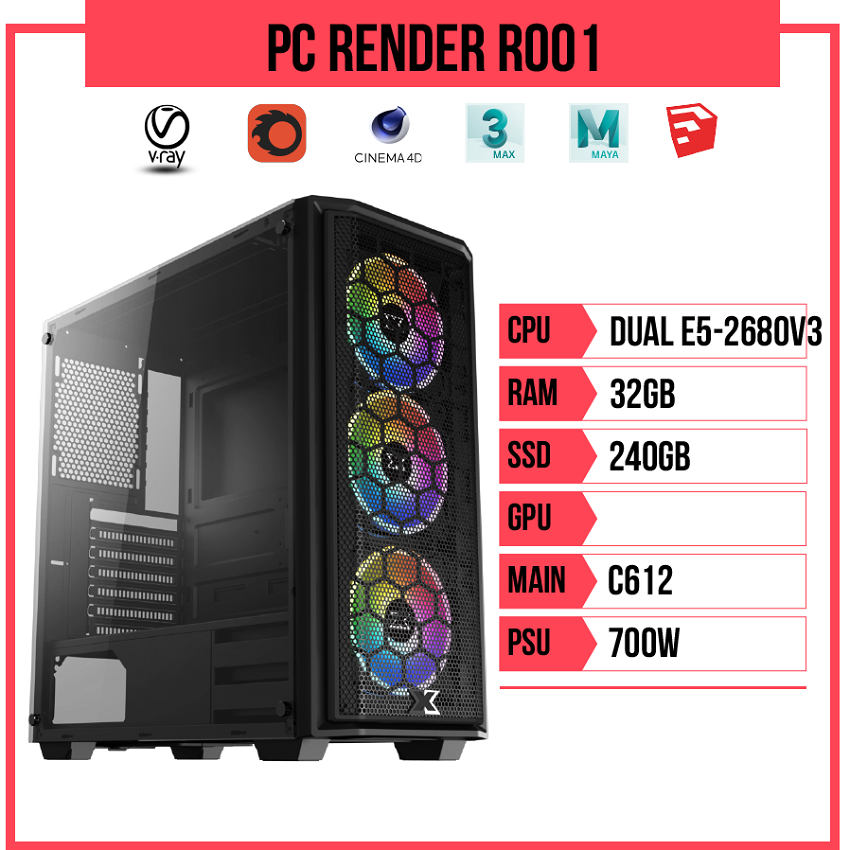 PC RENDER R001
v·ray
CINEMA 4D
3
MAX
M
MAYA
CPU DUAL E5-2680V3
RAM 32GB
SSD 240GB
GPU
MAIN C612
PSU 700W